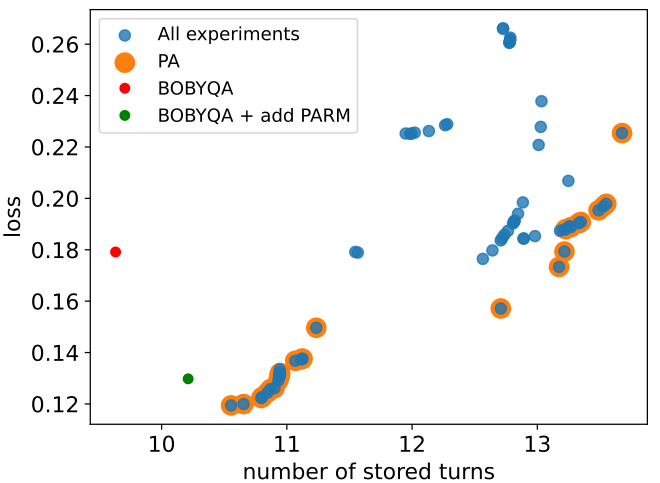 All experiments
PA
BOBYQA
BOBYQA + add PARM
0.26
0.24
0.22
0.20
0.18
0.16
0.14
0.12
loss
10
11
12
13
number of stored turns